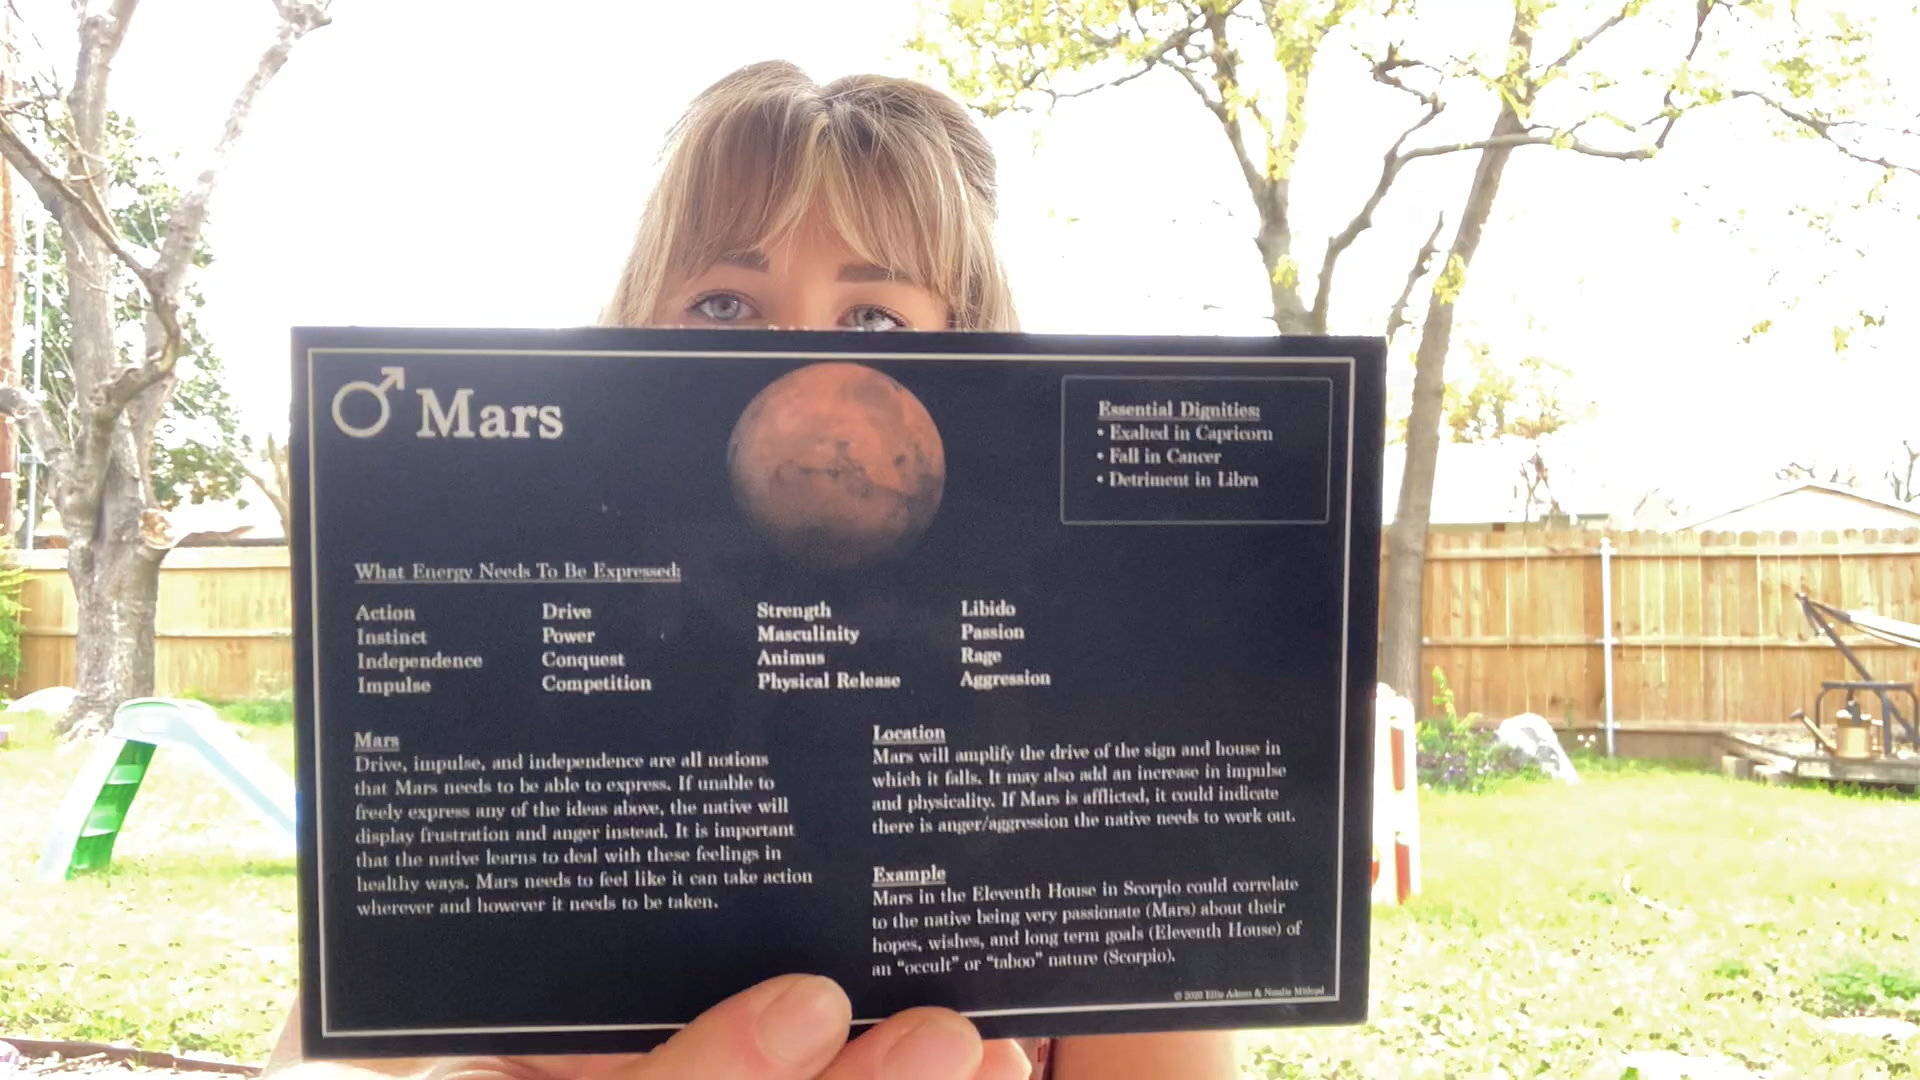 ♂ Mars
Essential Dignities:
• Exalted in Capricorn
• Fall in Cancer
• Detriment in Libra
What Energy Needs To Be Expressed:
Action Drive Strength Libido
Instinct Power Masculinity Passion
Independence Conquest Animus Rage
Impulse Competition Physical Release Aggression
Mars
Drive, impulse, and independence are all notions
that Mars needs to be able to express. If unable to
freely express any of the ideas above, the native will
display frustration and anger instead. It is important
that the native learns to deal with these feelings in
healthy ways. Mars needs to feel like it can take action
wherever and however it needs to be taken.
Location
Mars will amplify the drive of the sign and house in
which it falls. It may also add an increase in impulse
and physicality. If Mars is afflicted, it could indicate
there is anger/aggression the native needs to work out.
Example
Mars in the Eleventh House in Scorpio could correlate
to the native being very passionate (Mars) about their
hopes, wishes, and long term goals (Eleventh House) of
an “occult” or “taboo” nature (Scorpio).
© 2020 & Natalie